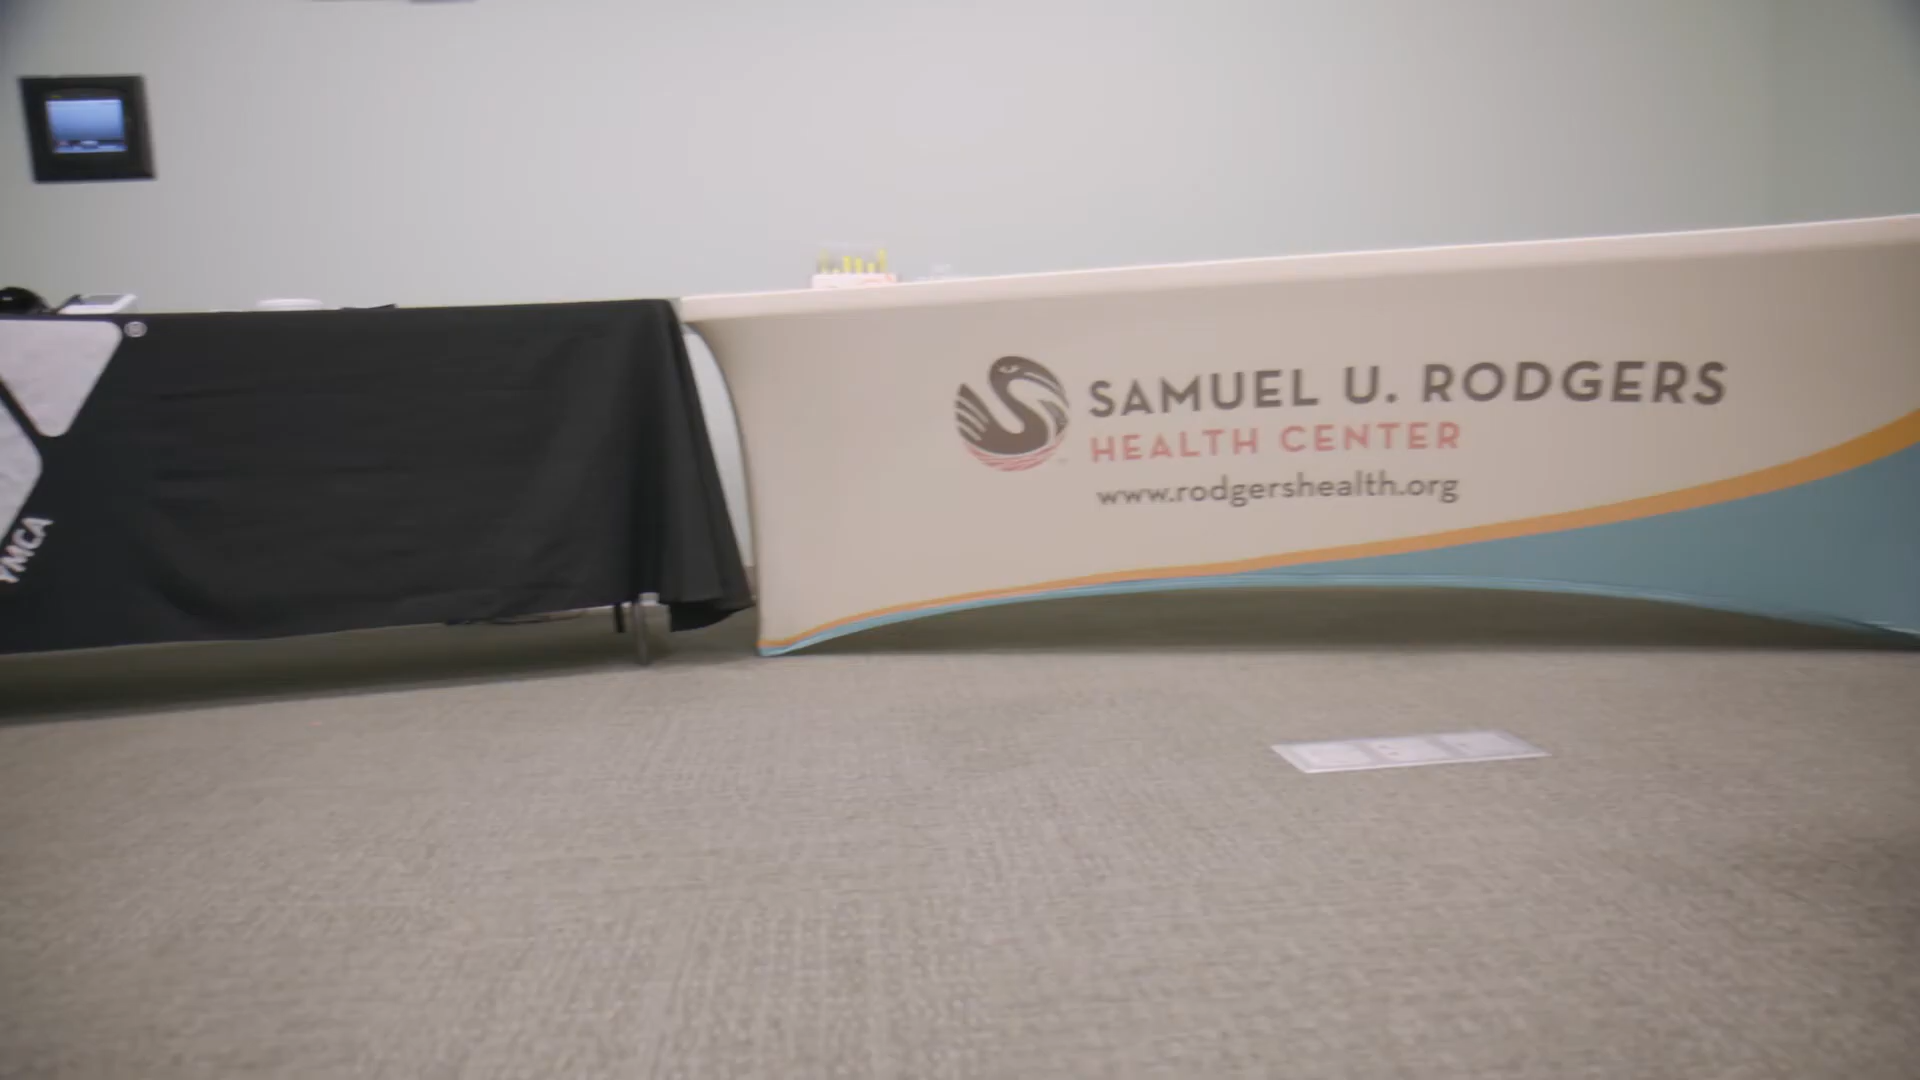 ®
YMCA
SAMUEL U. RODGERS
HEALTH CENTER
www.rodgershealth.org